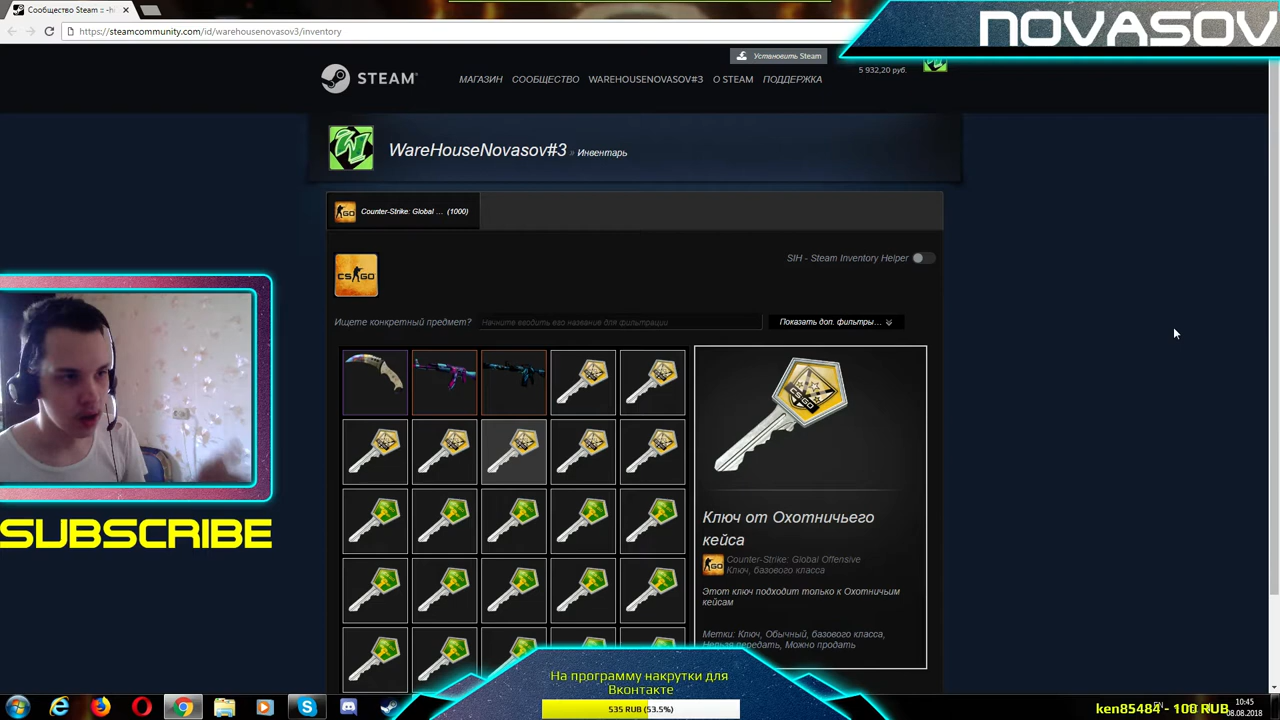 Сообщество Steam :: -h
https://steamcommunity.com/id/warehousenovasov3/inventory
NOVASOV
Установить Steam
STEAM
МАГАЗИН СООБЩЕСТВО WAREHOUSENOVASOV#3 О STEAM ПОДДЕРЖКА
5 932,20 руб.
WareHouseNovasov#3 » Инвентарь
Counter-Strike: Global ... (1000)
CS GO
SIH - Steam Inventory Helper
Ищете конкретный предмет?
Начните вводить его название для фильтрации
Показать доп. фильтры...
Ключ от Охотничьего
кейса
Counter-Strike: Global Offensive
Ключ, базового класса
Этот ключ подходит только к Охотничьим
кейсам
Метки: Ключ, Обычный, базового класса,
Нельзя передать, Можно продать
SUBSCRIBE
На программу накрутки для
Вконтакте
535 RUB (53.5%)
ken85484 - 100 RUB
10:45
08.08.2018